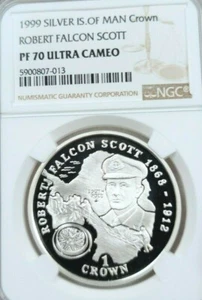 1999 SILVER IS.OF MAN Crown
ROBERT FALCON SCOTT
PF 70 ULTRA CAMEO
5900807-013
NUMISMATIC GUARANTY CORPORATION
NGC
ROBERT FALCON SCOTT 1868 - 1912
1
CROWN